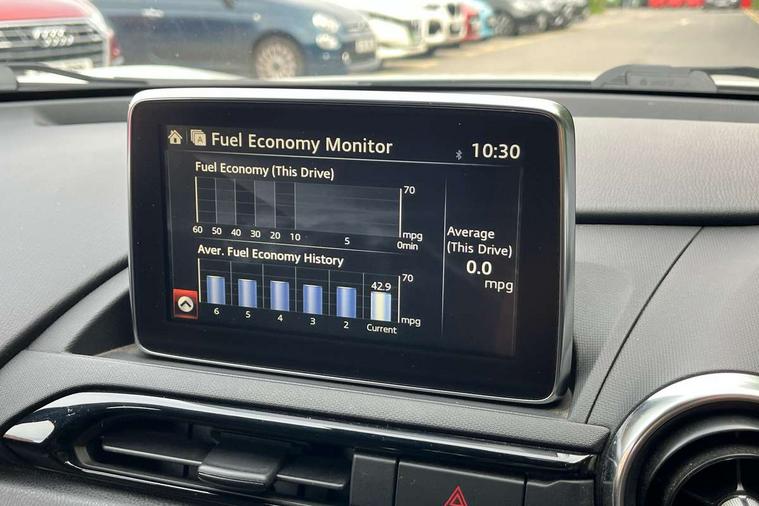 A Fuel Economy Monitor 10:30
Fuel Economy (This Drive)
70
60 50 40 30 20 10 5 0min
mpg
Average
(This Drive)
0.0
mpg
Aver. Fuel Economy History
70
42.9
mpg
6 5 4 3 2 Current